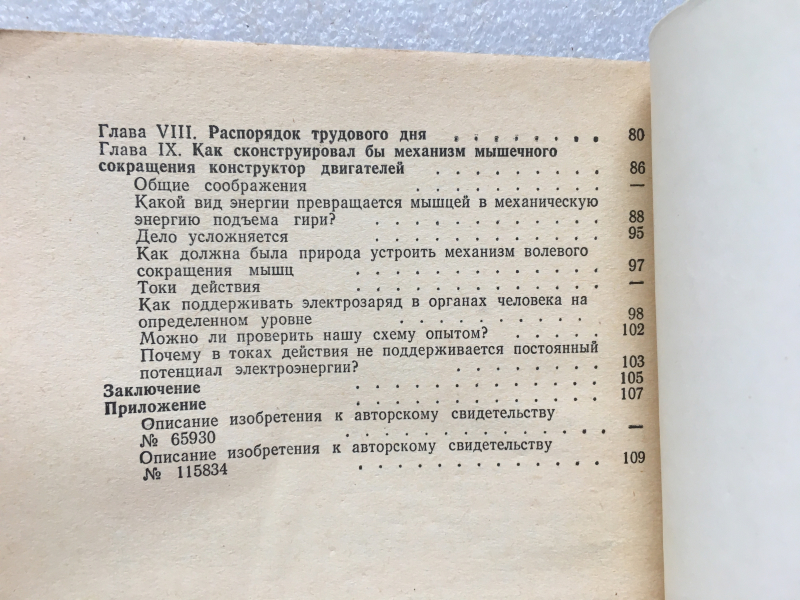 Глава VIII. Распорядок трудового дня . . . . . . . . 80
Глава IX. Как сконструировал бы механизм мышечного
сокращения конструктор двигателей . . . . . . . . . 86
Общие соображения . . . . . . . . . —
Какой вид энергии превращается мышцей в механическую
энергию подъема гири? . . . . . . . . . . 88
Дело усложняется . . . . . . . . . . . 95
Как должна была природа устроить механизм волевого
сокращения мышц . . . . . . . . . . . 97
Токи действия . . . . . . . . . . . —
Как поддерживать электрозаряд в органах человека на
определенном уровне . . . . . . . . . 98
Можно ли проверить нашу схему опытом? . . . . . 102
Почему в токах действия не поддерживается постоянный
потенциал электроэнергии? . . . . . . . . 103
Заключение . . . . . . . . . . . . 105
Приложение . . . . . . . . . . . . 107
Описание изобретения к авторскому свидетельству
№ 65930 . . . . . . . . . . . . —
Описание изобретения к авторскому свидетельству
№ 115834 . . . . . . . . . . . 109